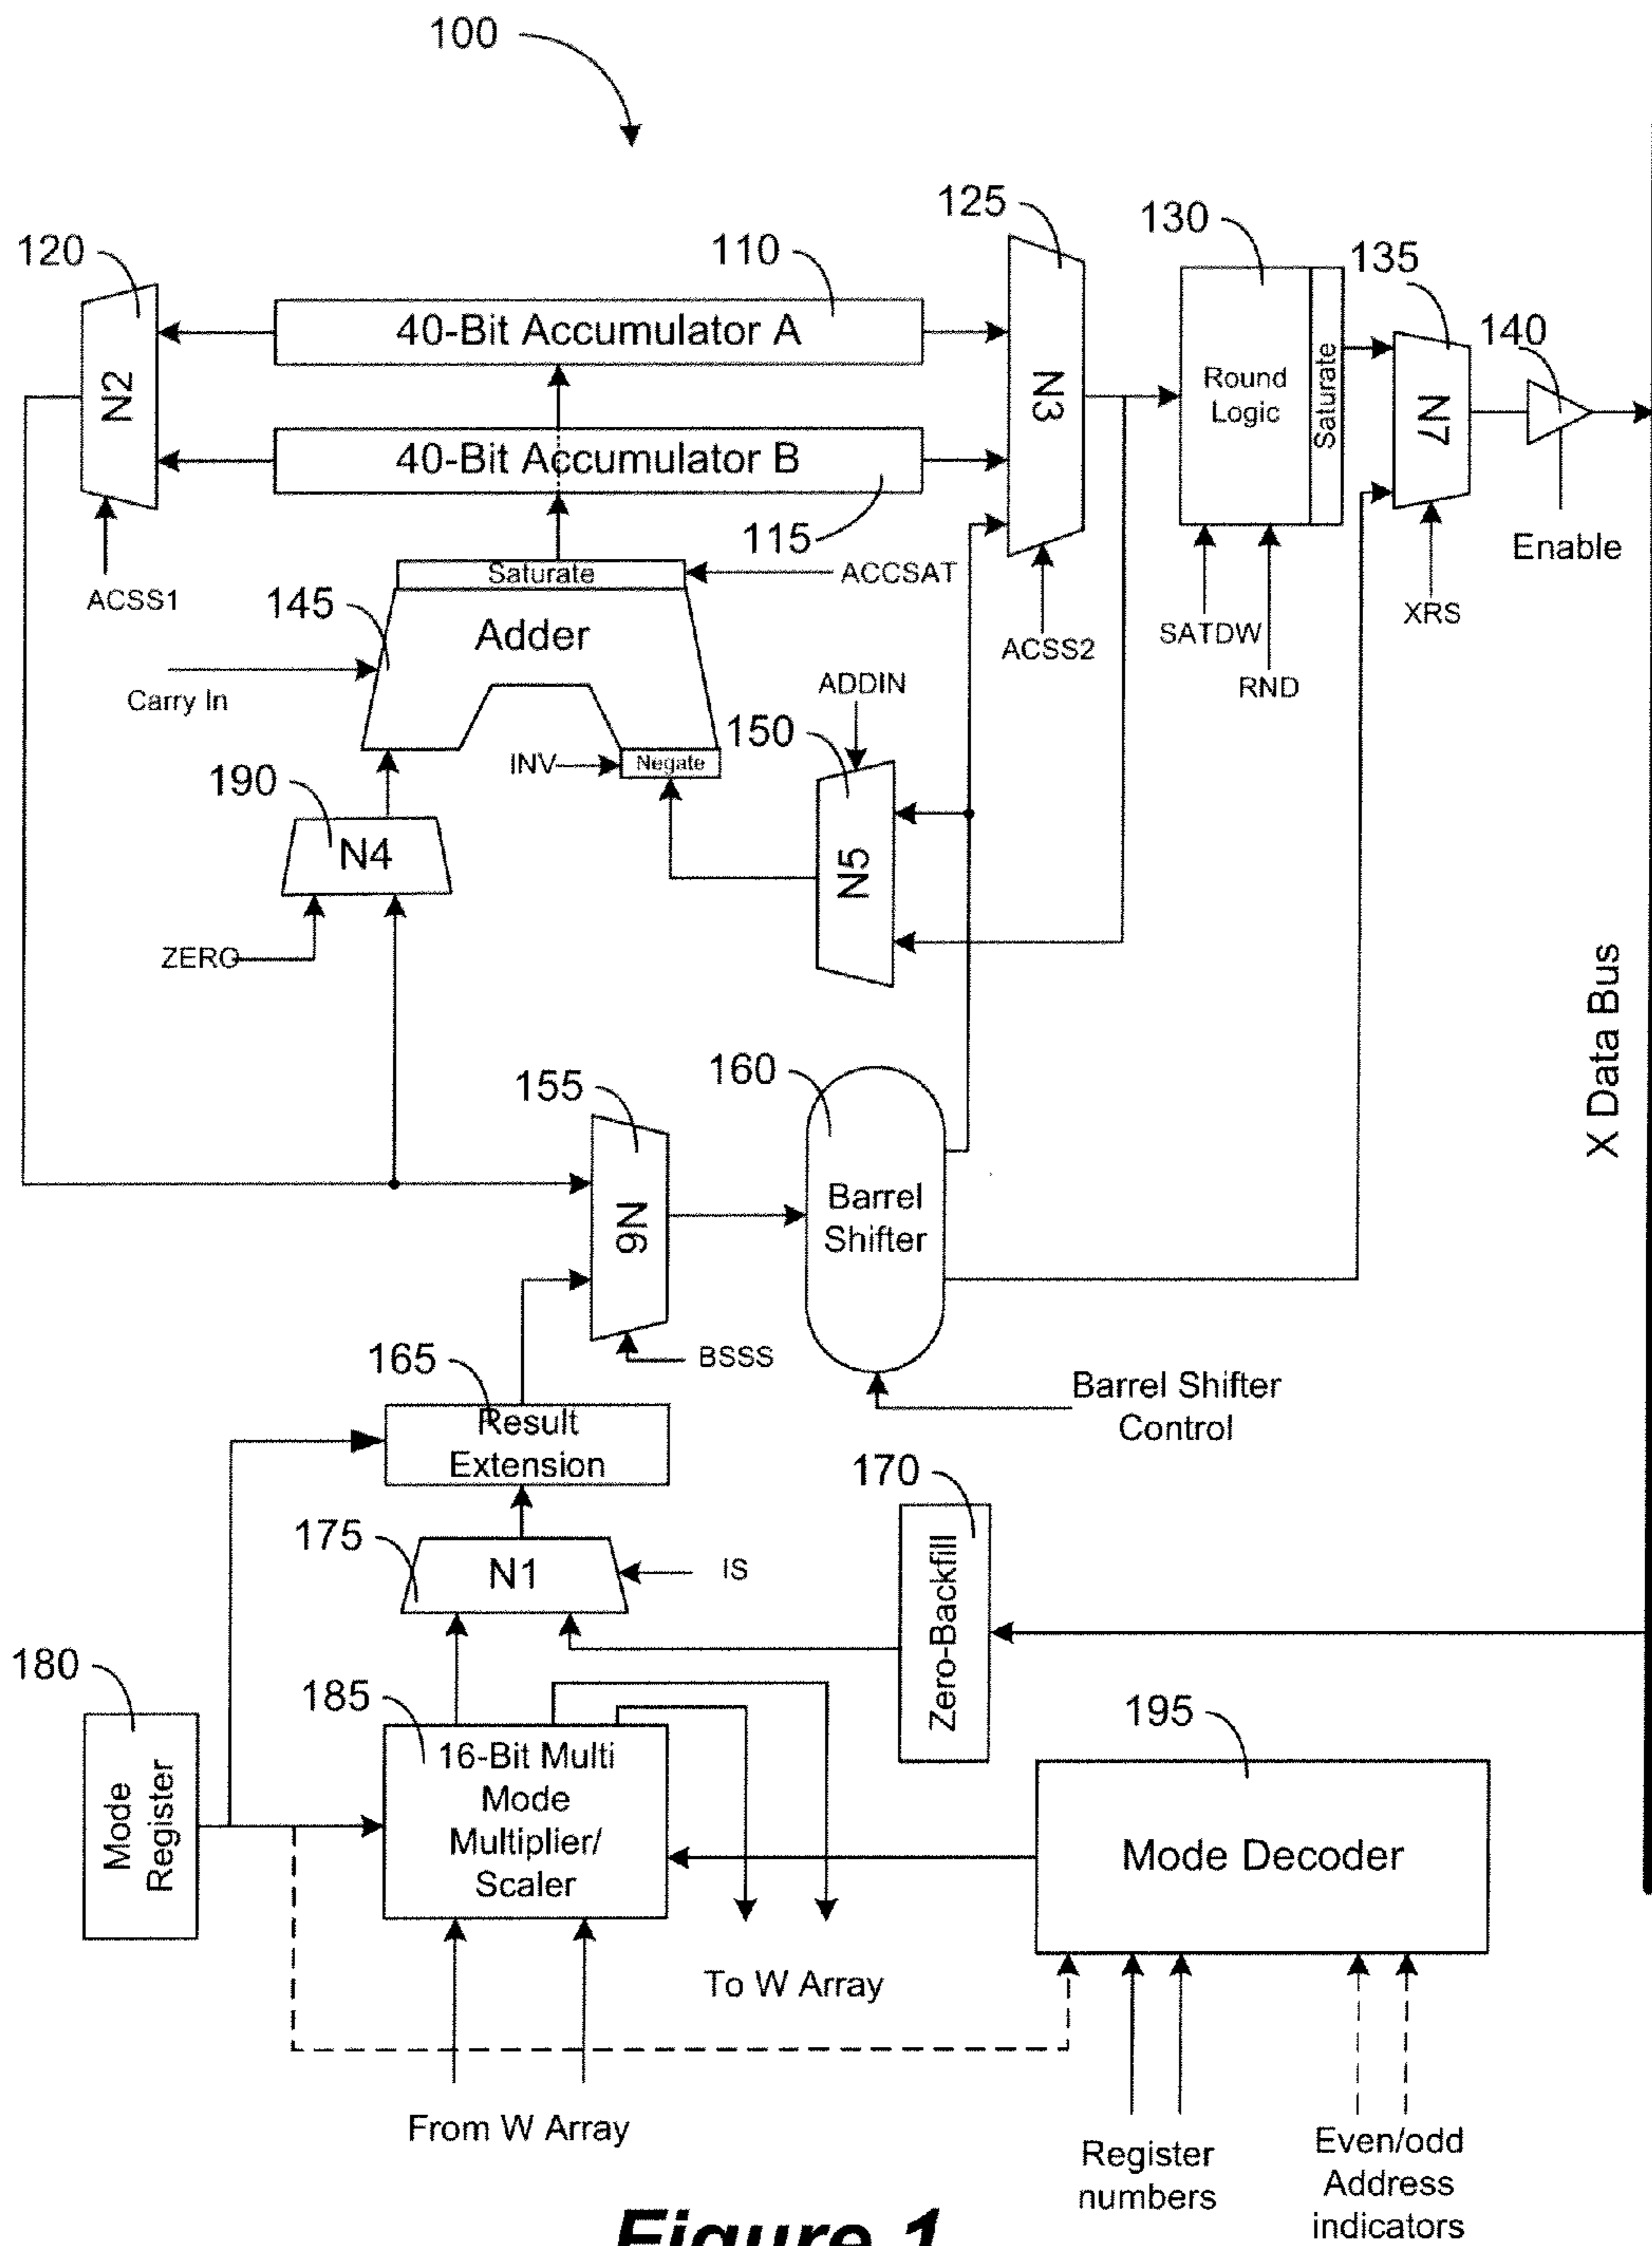 100
125
130
120
110
135
140
40-Bit Accumulator A
N2
N3
Round
Logic
Saturate
N7
40-Bit Accumulator B
115
Enable
ACSS1
145
Saturate
ACCSAT
XRS
SATDW
ACSS2
RND
Adder
Carry In
ADDIN
150
INV
Negate
190
N4
N5
ZERO
X Data Bus
155
160
N6
Barrel
Shifter
BSSS
165
Result
Extension
Barrel Shifter
Control
170
175
N1
IS
Zero-Backfill
180
185
195
Mode
Register
16-Bit Multi
Mode
Multiplier/
Scaler
Mode Decoder
To W Array
From W Array
Register
numbers
Even/odd
Address
indicators
Figure 1